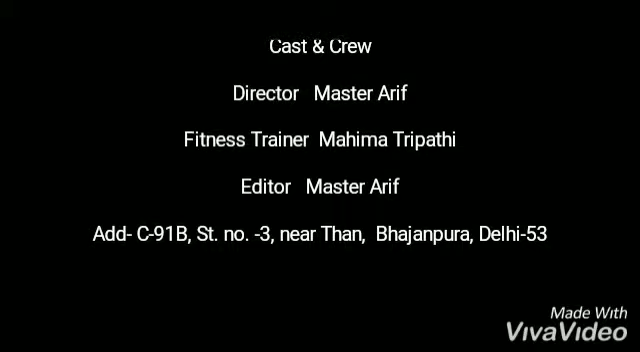 Cast & Crew
Director Master Arif
Fitness Trainer Mahima Tripathi
Editor Master Arif
Add- C-91B, St. no. -3, near Than, Bhajanpura, Delhi-53
Made With
VivaVideo